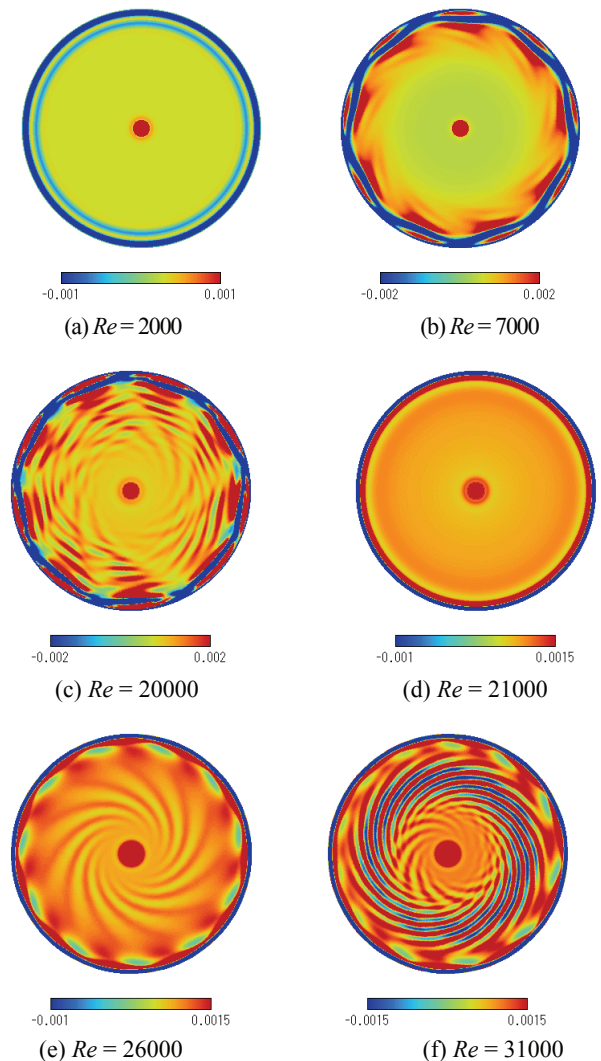 -0.001 0.001
-0.002 0.002
(a) Re = 2000
(b) Re = 7000
-0.002 0.002
-0.001 0.0015
(c) Re = 20000
(d) Re = 21000
-0.001 0.0015
-0.0015 0.0015
(e) Re = 26000
(f) Re = 31000